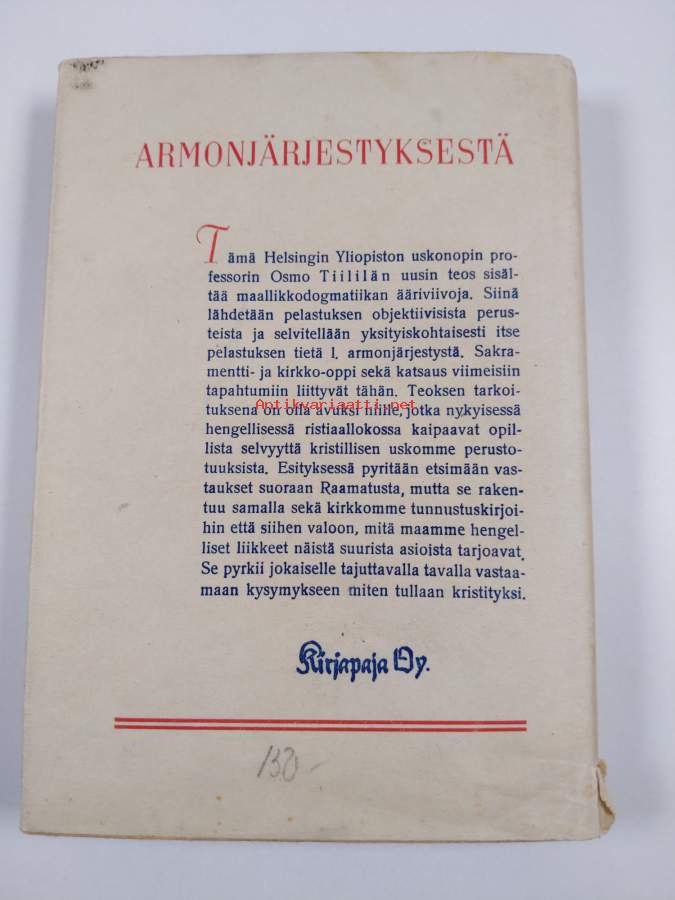 ARMONJÄRJESTYKSESTÄ
Tämä Helsingin Yliopiston uskonopin pro-
fessorin Osmo Tiililän uusin teos sisäl-
tää maallikkodogmatiikan ääriviivoja. Siinä
lähdetään pelastuksen objektiivisista perus-
teista ja selvitellään yksityiskohtaisesti itse
pelastuksen tietä l. armonjärjestystä. Sakra-
mentti- ja kirkko-oppi sekä katsaus viimeisiin
tapahtumiin liittyvät tähän. Teoksen tarkoi-
Antikvariaatti.net
tuksena on olla avuksi niille, jotka nykyisessä
hengellisessä ristiaallokossa kaipaavat opil-
lista selvyyttä kristillisen uskomme perusto-
tuuksista. Esityksessä pyritään etsimään vas-
taukset suoraan Raamatusta, mutta se raken-
tuu samalla sekä kirkkomme tunnustuskirjoi-
hin että siihen valoon, mitä maamme hengel-
liset liikkeet näistä suurista asioista tarjoavat.
Se pyrkii jokaiselle tajuttavalla tavalla vastaa-
maan kysymykseen miten tullaan kristityksi.
Kirjapaja Oy.
130-